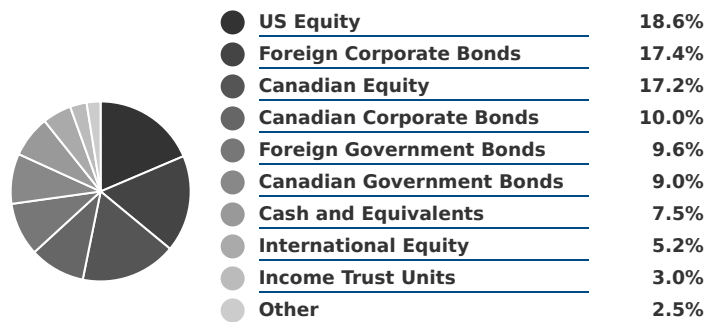 US Equity 18.6%
Foreign Corporate Bonds 17.4%
Canadian Equity 17.2%
Canadian Corporate Bonds 10.0%
Foreign Government Bonds 9.6%
Canadian Government Bonds 9.0%
Cash and Equivalents 7.5%
International Equity 5.2%
Income Trust Units 3.0%
Other 2.5%